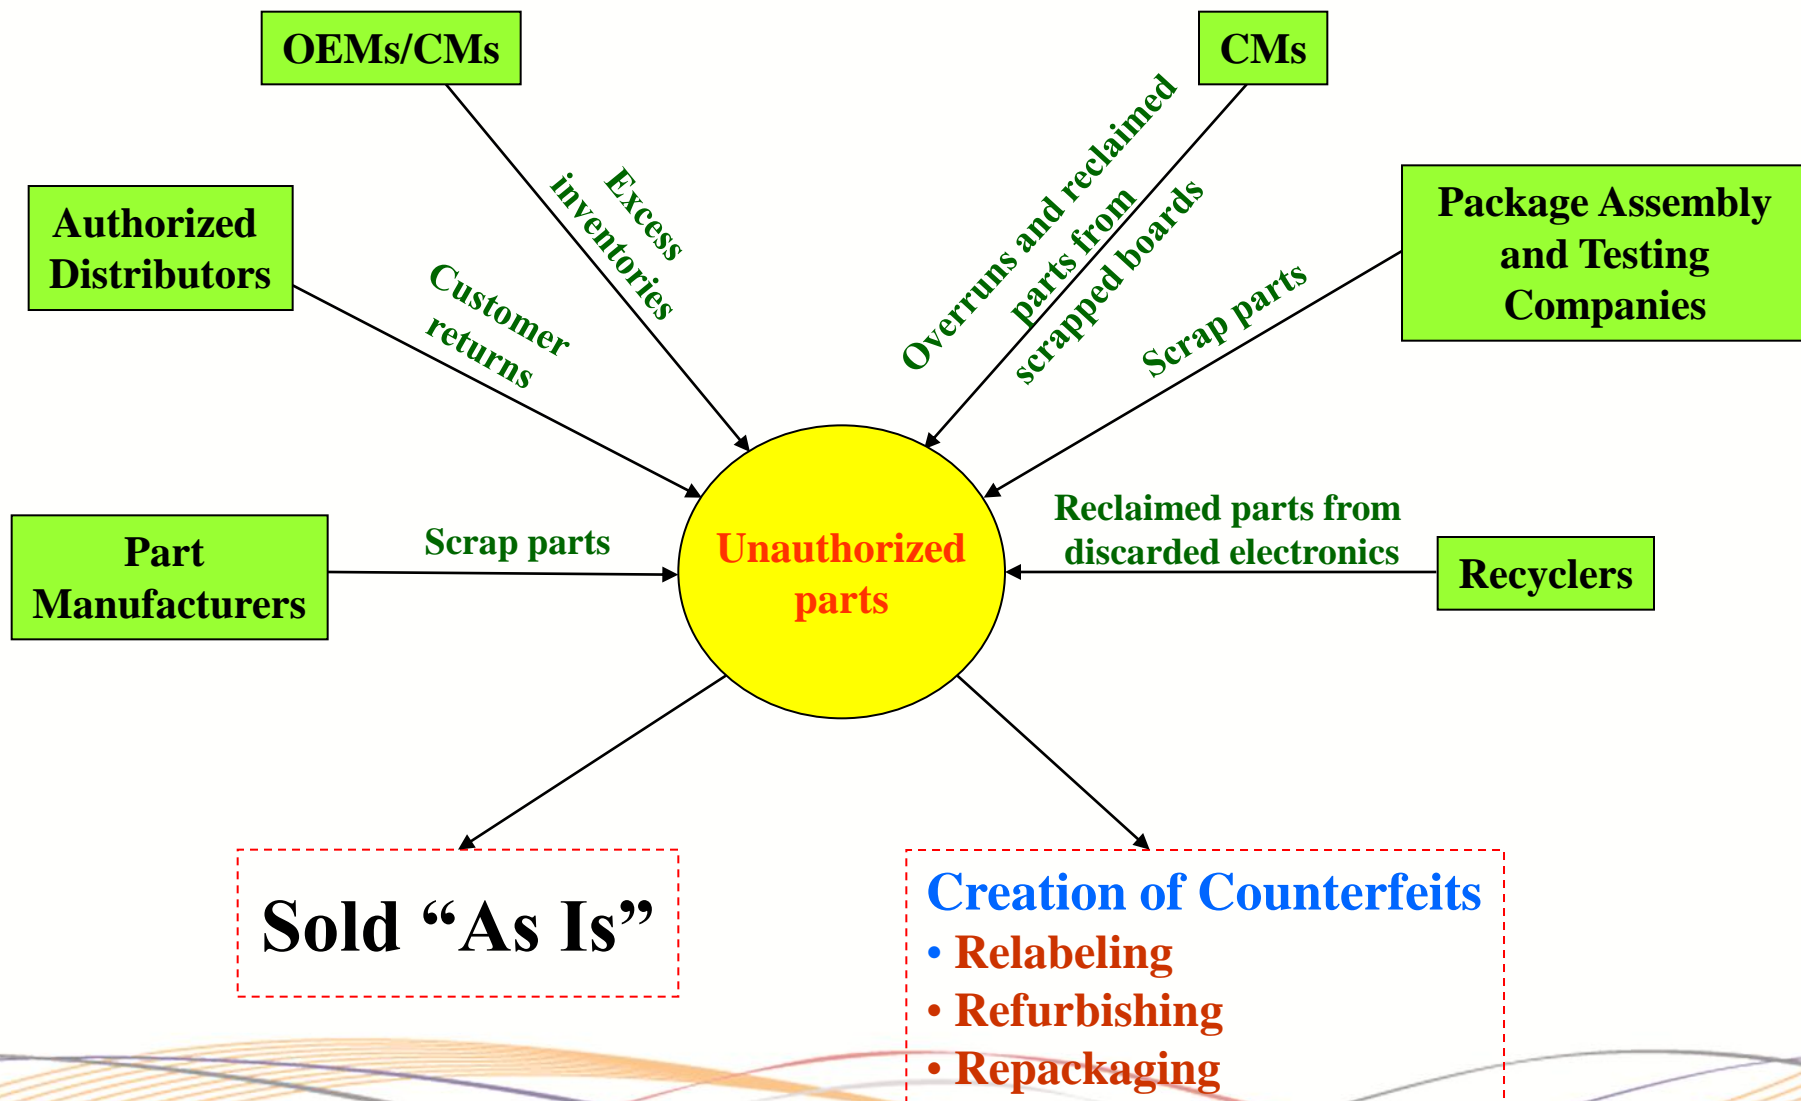 OEMs/CMs
CMs
Authorized
Distributors
Package Assembly
and Testing
Companies
Excess
inventories
Customer
returns
Overruns and reclaimed
parts from
scrapped boards
Scrap parts
Part
Manufacturers
Scrap parts
Unauthorized
parts
Reclaimed parts from
discarded electronics
Recyclers
Sold “As Is”
Creation of Counterfeits
• Relabeling
• Refurbishing
• Repackaging